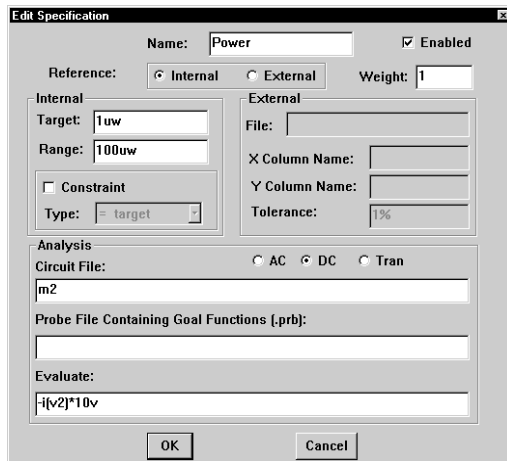 Edit Specification
Name: Power Enabled
Reference: Internal External Weight: 1
Internal External
Target: 1uw File:
Range: 100uw X Column Name:
Constraint Y Column Name:
Type: = target Tolerance: 1%
Analysis
Circuit File: AC DC Tran
m2
Probe File Containing Goal Functions (.prb):
Evaluate:
-i(v2)*10v
OK Cancel